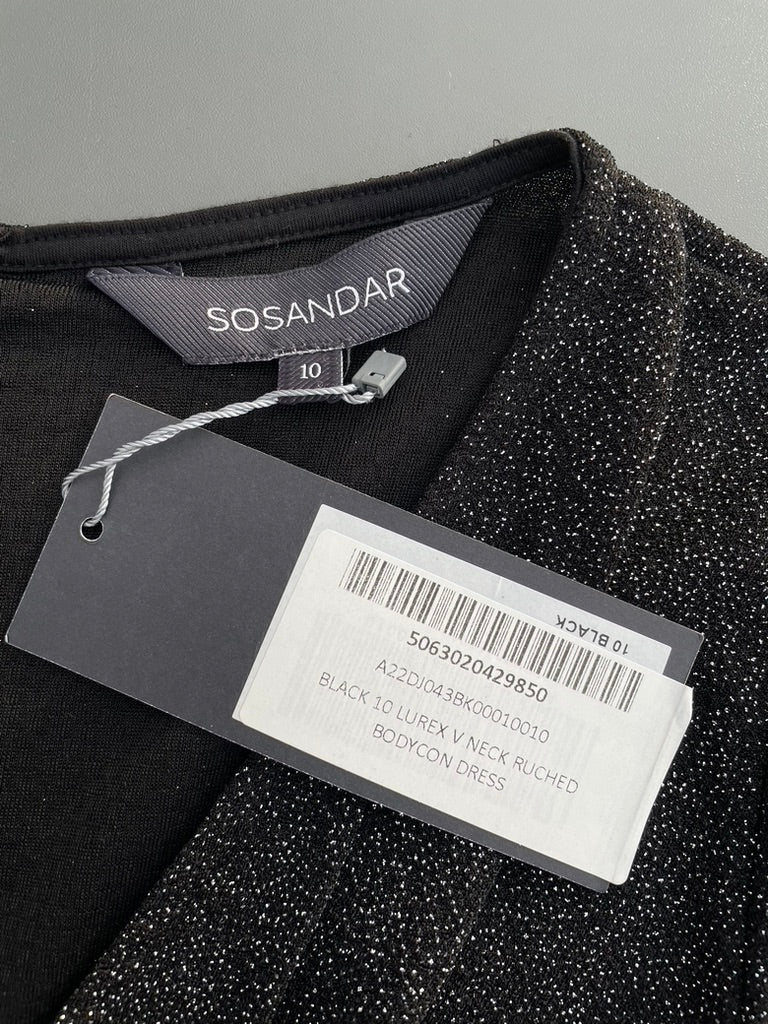 SOSANDAR
10
10 BLACK
5063020429850
A22DJ043BK00010010
BLACK 10 LUREX V NECK RUCHED
BODYCON DRESS